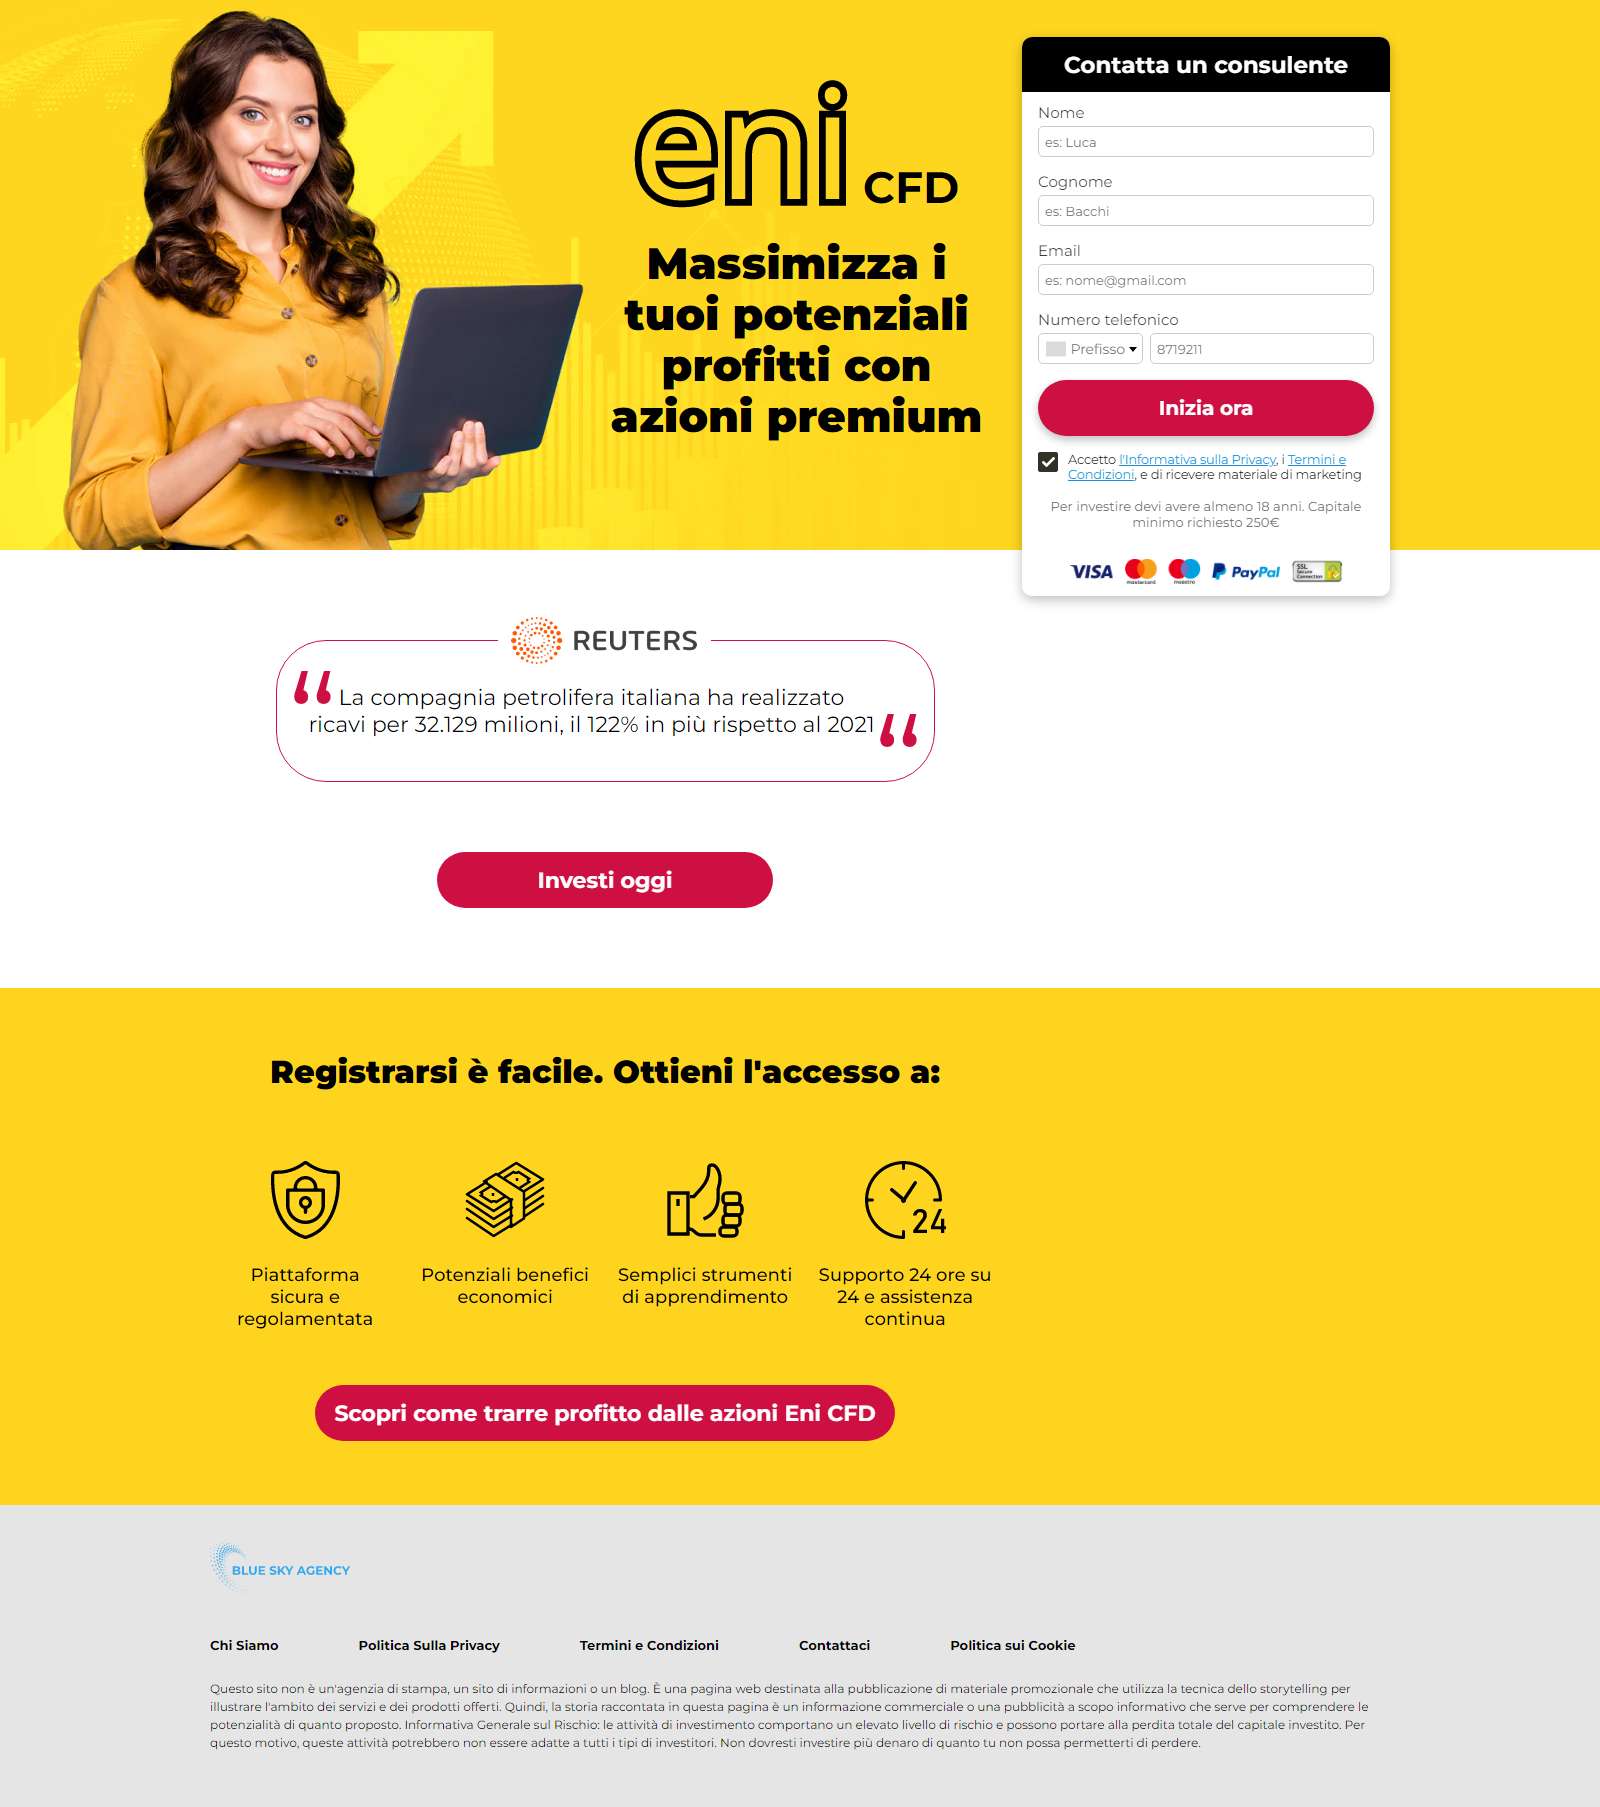 eni CFD
Massimizza i
tuoi potenziali
profitti con
azioni premium
Contatta un consulente
Nome
es: Luca
Cognome
es: Bacchi
Email
es: nome@gmail.com
Numero telefonico
Prefisso 8719211
Inizia ora
Accetto l'Informativa sulla Privacy, i Termini e
Condizioni, e di ricevere materiale di marketing
Per investire devi avere almeno 18 anni. Capitale
minimo richiesto 250€
VISA mastercard maestro PayPal SSL Secure Connection
REUTERS
“ La compagnia petrolifera italiana ha realizzato
ricavi per 32.129 milioni, il 122% in più rispetto al 2021 “
Investi oggi
Registrarsi è facile. Ottieni l'accesso a:
24
Piattaforma
sicura e
regolamentata
Potenziali benefici
economici
Semplici strumenti
di apprendimento
Supporto 24 ore su
24 e assistenza
continua
Scopri come trarre profitto dalle azioni Eni CFD
BLUE SKY AGENCY
Chi Siamo Politica Sulla Privacy Termini e Condizioni Contattaci Politica sui Cookie
Questo sito non è un'agenzia di stampa, un sito di informazioni o un blog. È una pagina web destinata alla pubblicazione di materiale promozionale che utilizza la tecnica dello storytelling per
illustrare l'ambito dei servizi e dei prodotti offerti. Quindi, la storia raccontata in questa pagina è un informazione commerciale o una pubblicità a scopo informativo che serve per comprendere le
potenzialità di quanto proposto. Informativa Generale sul Rischio: le attività di investimento comportano un elevato livello di rischio e possono portare alla perdita totale del capitale investito. Per
questo motivo, queste attività potrebbero non essere adatte a tutti i tipi di investitori. Non dovresti investire più denaro di quanto tu non possa permetterti di perdere.